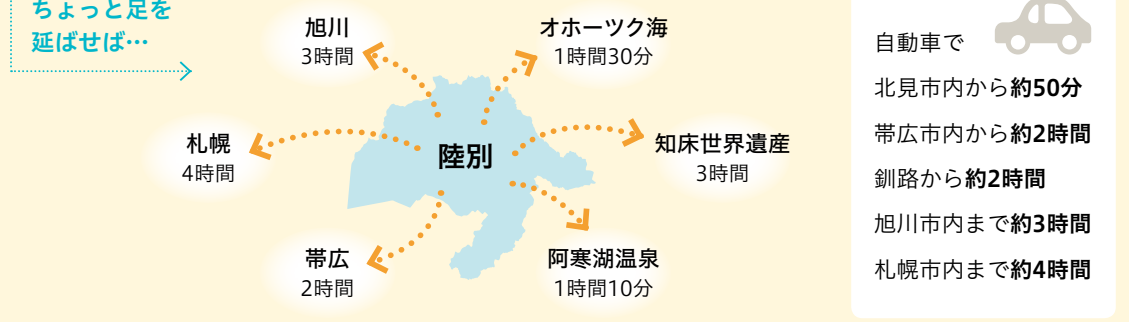 ちょっと足を
延ばせば…
旭川
3時間
オホーツク海
1時間30分
札幌
4時間
陸別
知床世界遺産
3時間
帯広
2時間
阿寒湖温泉
1時間10分
自動車で
北見市内から約50分
帯広市内から約2時間
釧路から約2時間
旭川市内まで約3時間
札幌市内まで約4時間